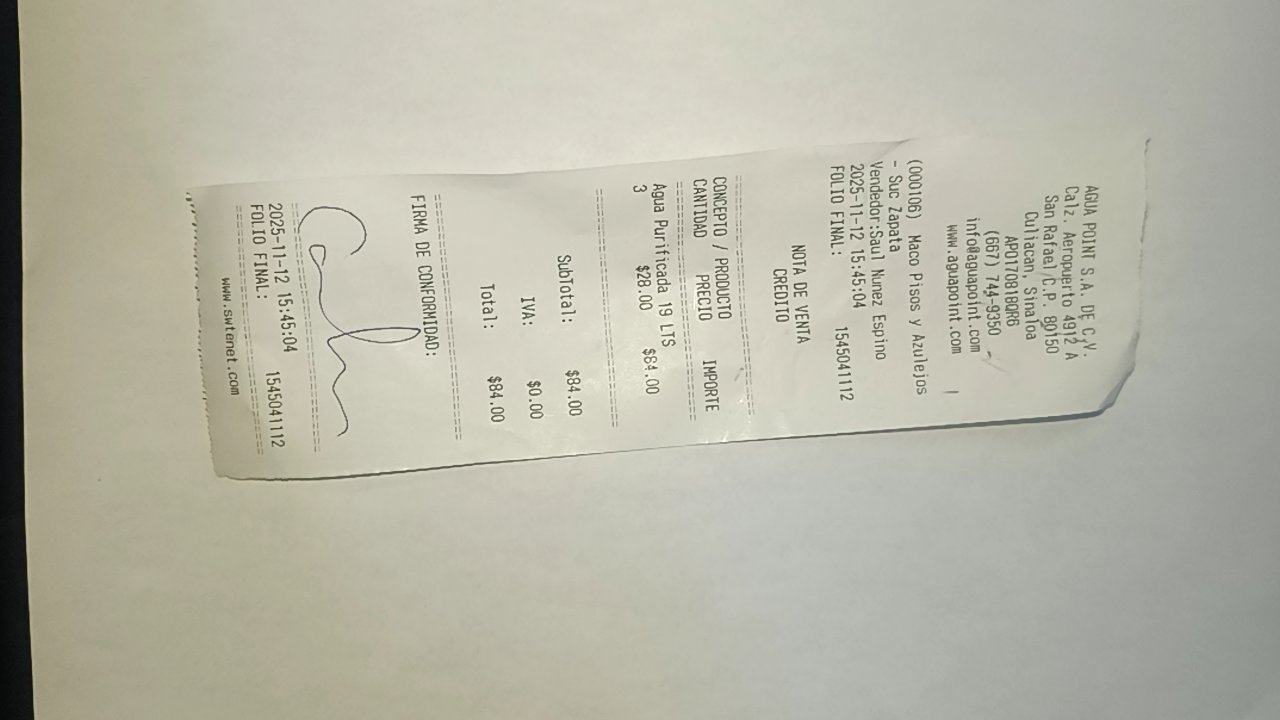 AGUA POINT S.A. DE C.V.
Calz. Aeropuerto 4912 A
San Rafael C.P. 80150
Culiacan, Sinaloa
APO1708180R6
(667) 744-9350
info@aguapoint.com
www.aguapoint.com
(000106) Maco Pisos y Azulejos
- Suc Zapata
Vendedor:Saul Nunez Espino
2025-11-12 15:45:04
FOLIO FINAL: 1545041112
NOTA DE VENTA
CREDITO
CONCEPTO / PRODUCTO
CANTIDAD PRECIO IMPORTE
Agua Purificada 19 LTS
3 $28.00 $84.00
SubTotal: $84.00
IVA: $0.00
Total: $84.00
FIRMA DE CONFORMIDAD:
2025-11-12 15:45:04
FOLIO FINAL: 1545041112
www.swtenet.com